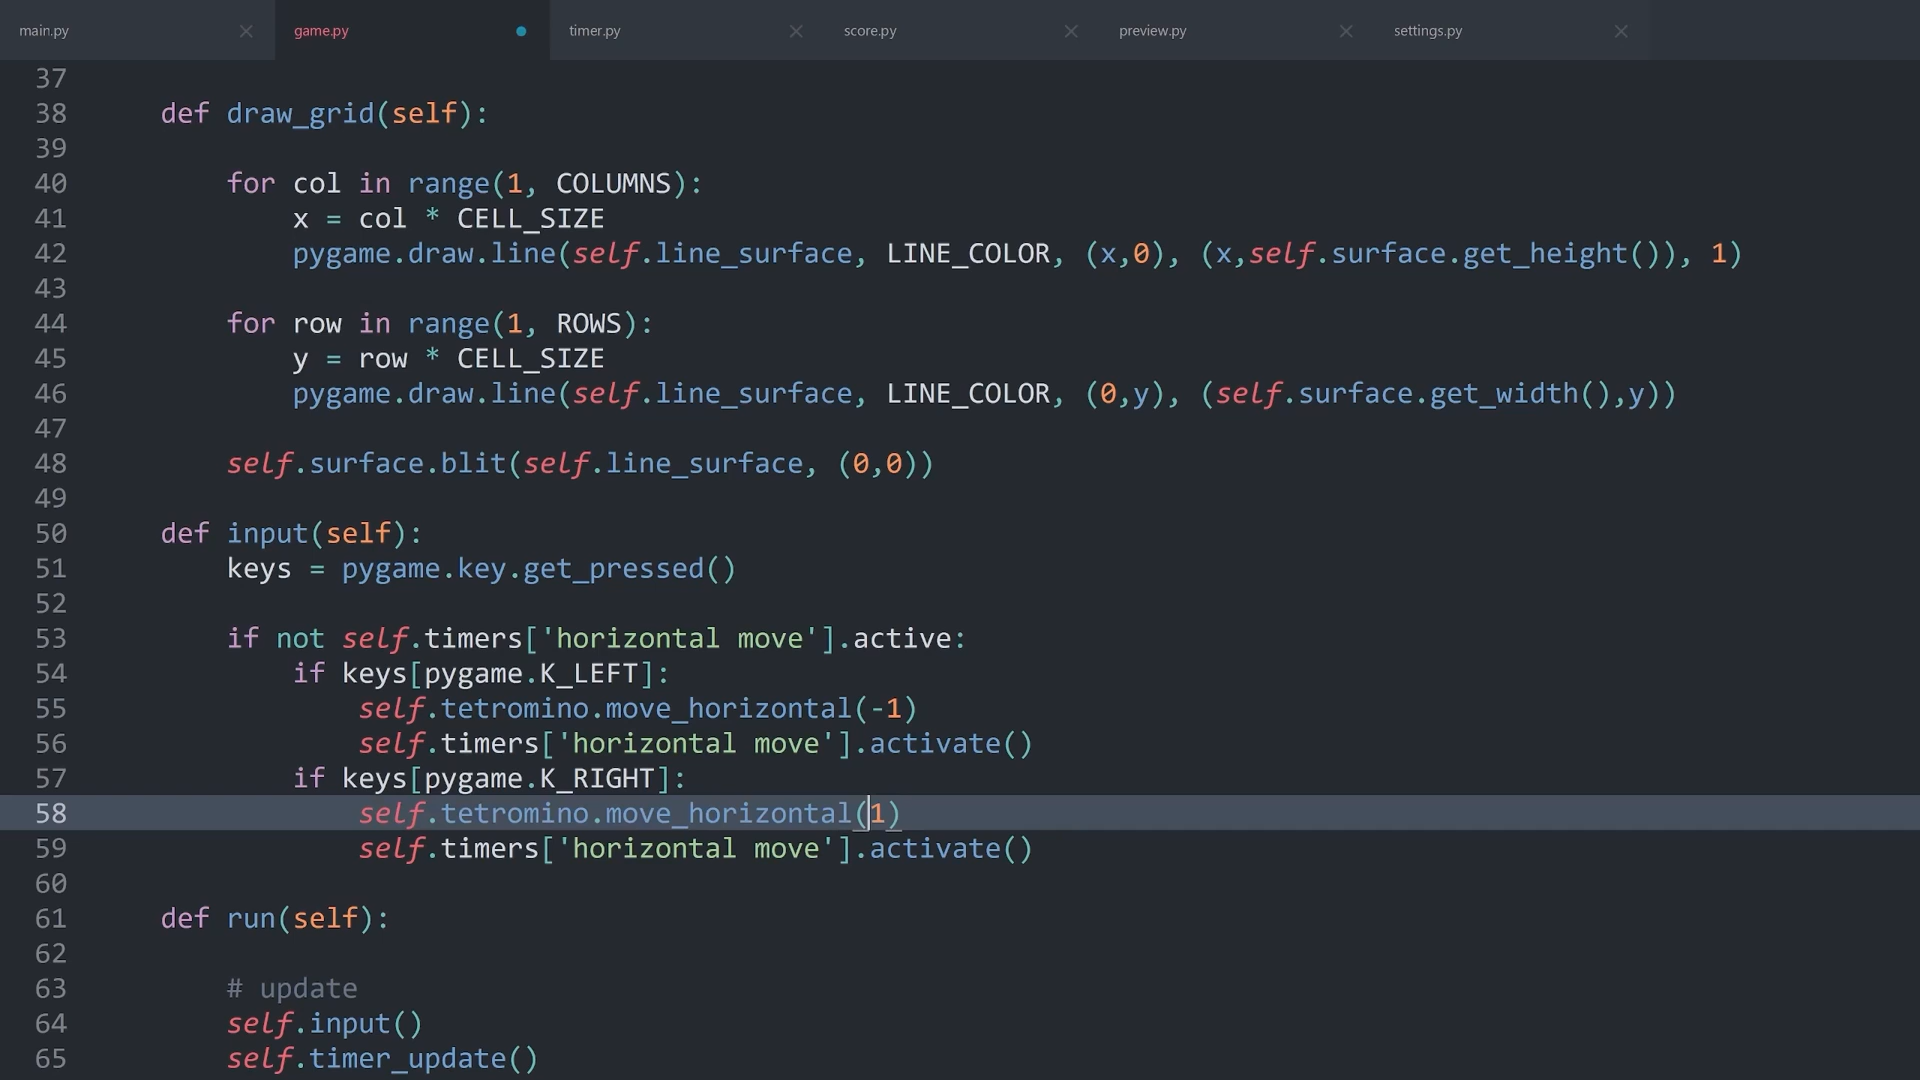 main.py game.py timer.py score.py preview.py settings.py
37
38 def draw_grid(self):
39
40 for col in range(1, COLUMNS):
41 x = col * CELL_SIZE
42 pygame.draw.line(self.line_surface, LINE_COLOR, (x,0), (x,self.surface.get_height()), 1)
43
44 for row in range(1, ROWS):
45 y = row * CELL_SIZE
46 pygame.draw.line(self.line_surface, LINE_COLOR, (0,y), (self.surface.get_width(),y))
47
48 self.surface.blit(self.line_surface, (0,0))
49
50 def input(self):
51 keys = pygame.key.get_pressed()
52
53 if not self.timers['horizontal move'].active:
54 if keys[pygame.K_LEFT]:
55 self.tetromino.move_horizontal(-1)
56 self.timers['horizontal move'].activate()
57 if keys[pygame.K_RIGHT]:
58 self.tetromino.move_horizontal(1)
59 self.timers['horizontal move'].activate()
60
61 def run(self):
62
63 # update
64 self.input()
65 self.timer_update()